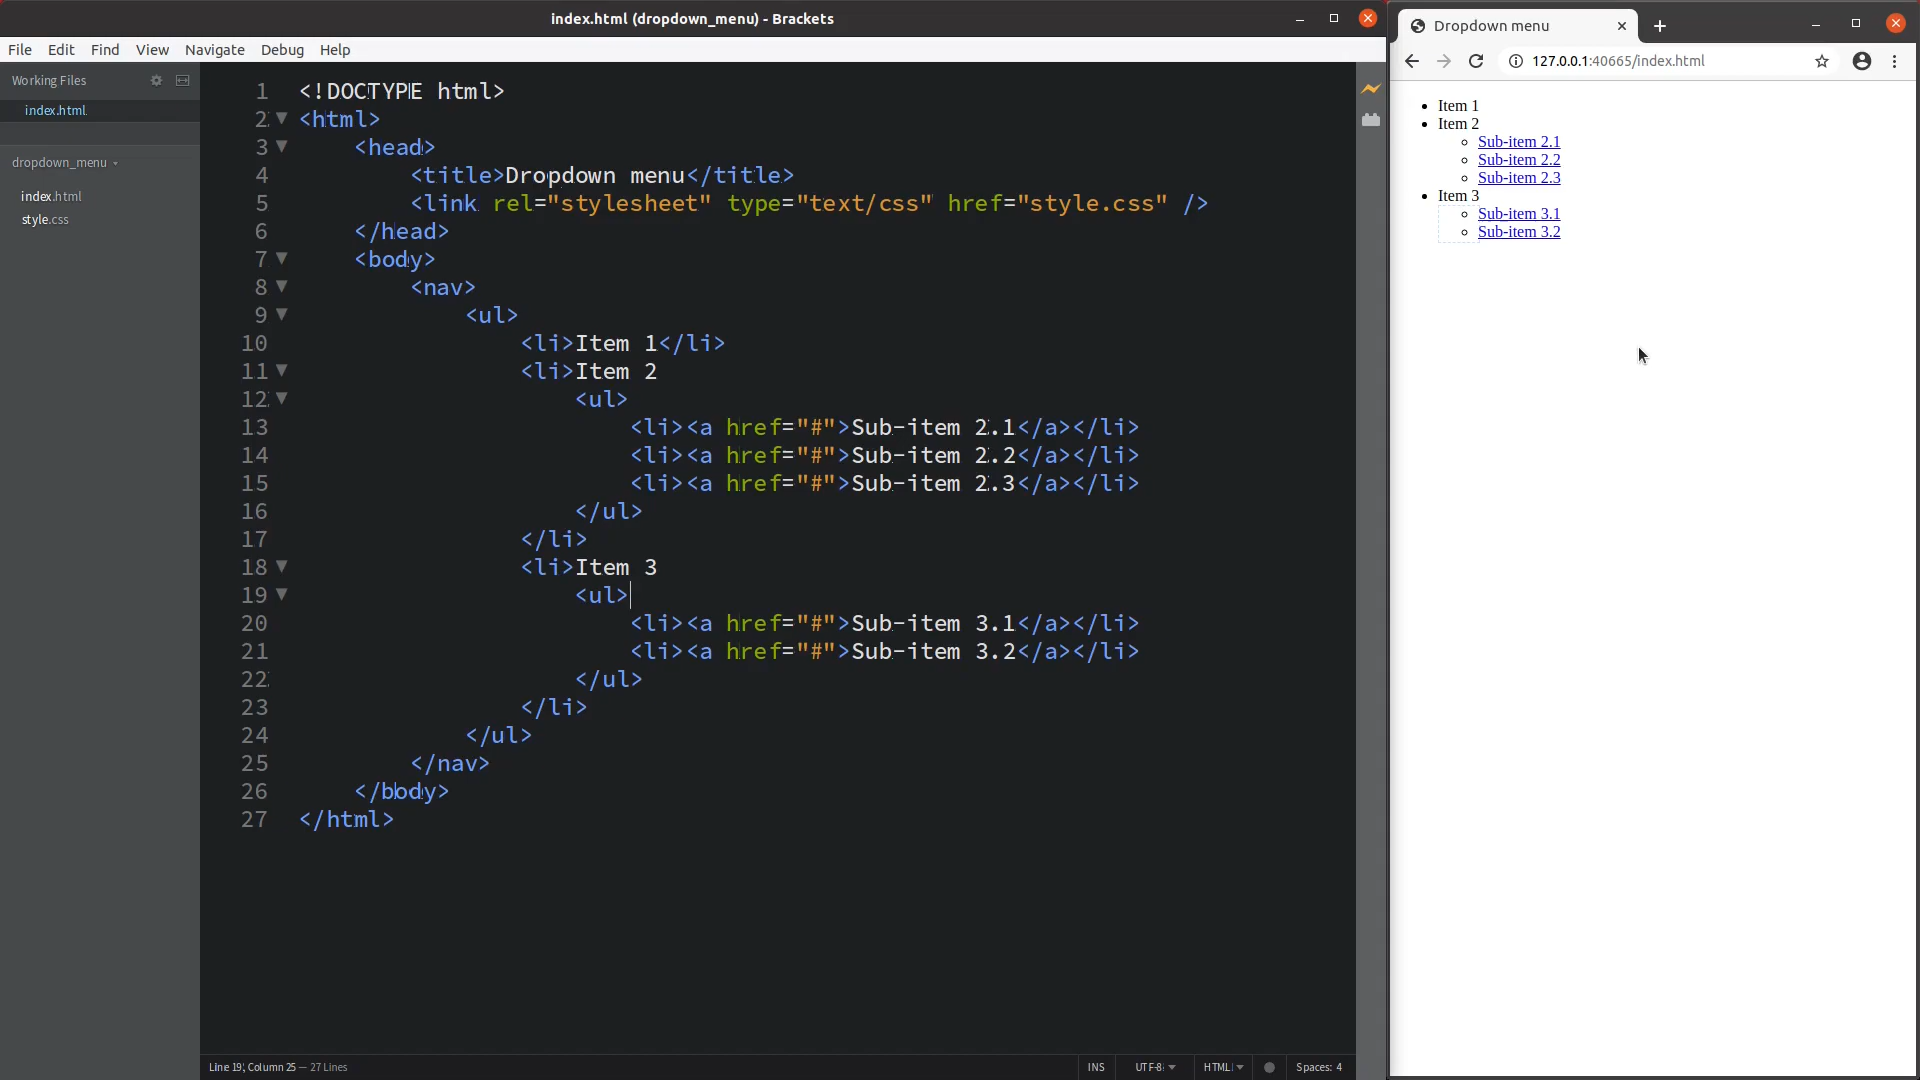 index.html (dropdown_menu) - Brackets
File Edit Find View Navigate Debug Help
Working Files
index.html
dropdown_menu
index.html
style.css
1 <!DOCTYPE html>
2 <html>
3 <head>
4 <title>Dropdown menu</title>
5 <link rel="stylesheet" type="text/css" href="style.css" />
6 </head>
7 <body>
8 <nav>
9 <ul>
10 <li>Item 1</li>
11 <li>Item 2
12 <ul>
13 <li><a href="#">Sub-item 2.1</a></li>
14 <li><a href="#">Sub-item 2.2</a></li>
15 <li><a href="#">Sub-item 2.3</a></li>
16 </ul>
17 </li>
18 <li>Item 3
19 <ul>
20 <li><a href="#">Sub-item 3.1</a></li>
21 <li><a href="#">Sub-item 3.2</a></li>
22 </ul>
23 </li>
24 </ul>
25 </nav>
26 </body>
27 </html>
Line 19, Column 25 — 27 Lines
INS UTF-8 HTML Spaces: 4
Dropdown menu
127.0.0.1:40665/index.html
Item 1
Item 2
Sub-item 2.1
Sub-item 2.2
Sub-item 2.3
Item 3
Sub-item 3.1
Sub-item 3.2